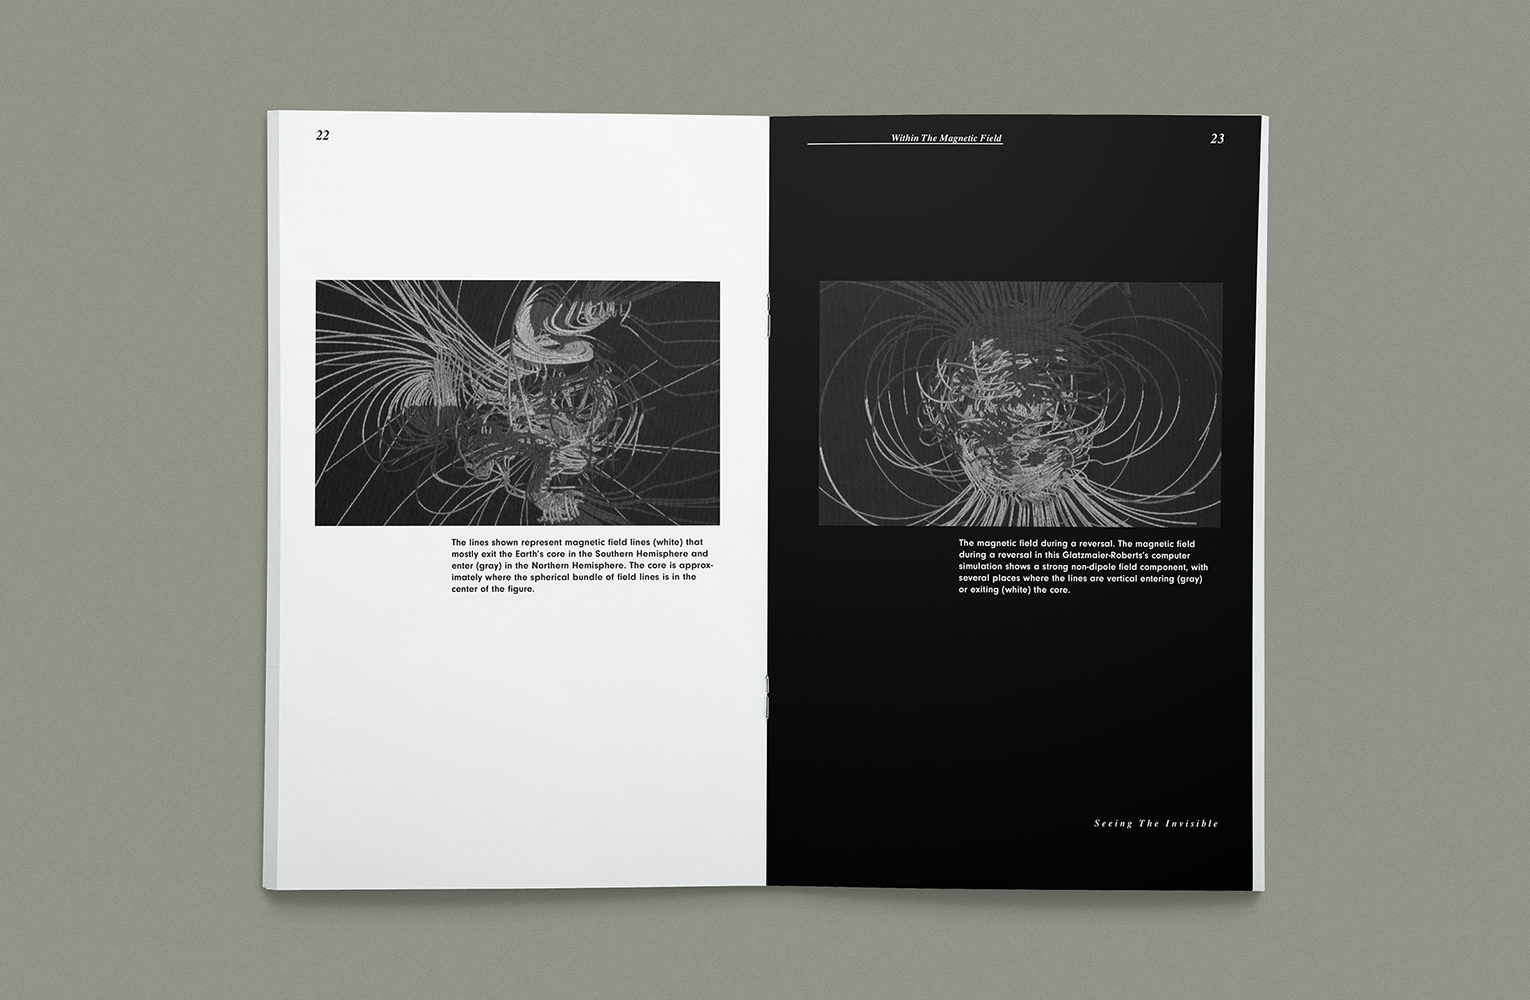 22
The lines shown represent magnetic field lines (white) that
mostly exit the Earth's core in the Southern Hemisphere and
enter (gray) in the Northern Hemisphere. The core is approx-
imately where the spherical bundle of field lines is in the
center of the figure.
Within The Magnetic Field
23
The magnetic field during a reversal. The magnetic field
during a reversal in this Glatzmaier-Roberts's computer
simulation shows a strong non-dipole field component, with
several places where the lines are vertical entering (gray)
or exiting (white) the core.
Seeing The Invisible